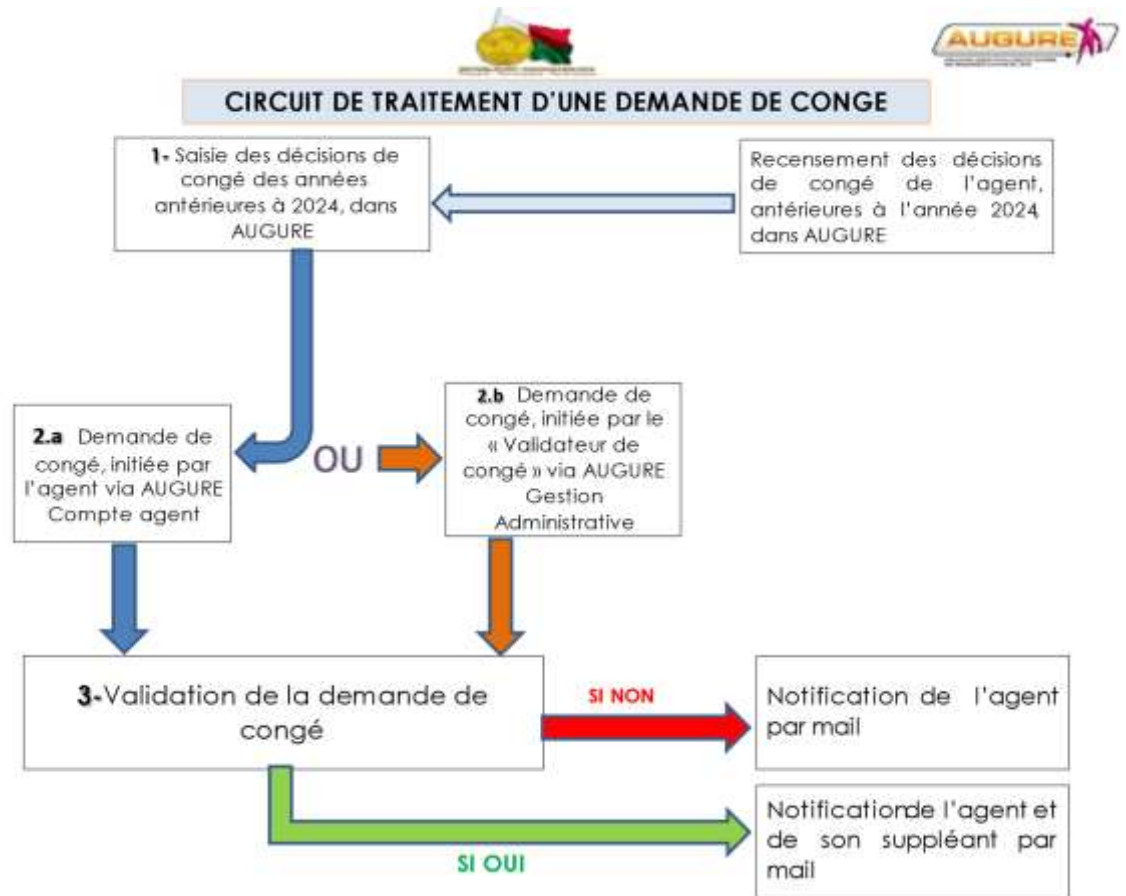 AUGURE
CIRCUIT DE TRAITEMENT D’UNE DEMANDE DE CONGE
1- Saisie des décisions de
congé des années
antérieures à 2024, dans
AUGURE
Recensement des décisions
de congé de l’agent,
antérieures à l’année 2024
dans AUGURE
2.a Demande de
congé, initiée par
l’agent via AUGURE
Compte agent
OU
2.b Demande de
congé, initiée par le
« Validateur de
congé » via AUGURE
Gestion
Administrative
3-Validation de la demande de
congé
SI NON
Notification de l’agent
par mail
SI OUI
Notification de l’agent et
de son suppléant par
mail